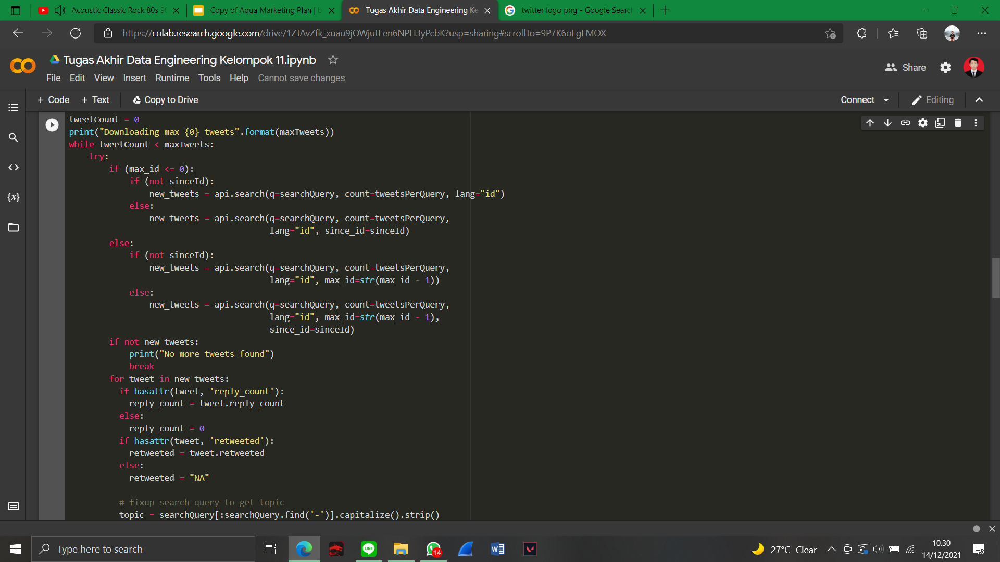 Acoustic Classic Rock 80s 90
Copy of Aqua Marketing Plan | b
Tugas Akhir Data Engineering Ke
twitter logo png - Google Search
https://colab.research.google.com/drive/1ZJAvZfk_xuau9jOWjutEen6NPH3yPcbK?usp=sharing#scrollTo=9P7K6oFgFMOX
Tugas Akhir Data Engineering Kelompok 11.ipynb
Share
File Edit View Insert Runtime Tools Help Cannot save changes
+ Code + Text Copy to Drive
Connect Editing
tweetCount = 0
print("Downloading max {0} tweets".format(maxTweets))
while tweetCount < maxTweets:
    try:
        if (max_id <= 0):
            if (not sinceId):
                new_tweets = api.search(q=searchQuery, count=tweetsPerQuery, lang="id")
            else:
                new_tweets = api.search(q=searchQuery, count=tweetsPerQuery,
                                        lang="id", since_id=sinceId)
        else:
            if (not sinceId):
                new_tweets = api.search(q=searchQuery, count=tweetsPerQuery,
                                        lang="id", max_id=str(max_id - 1))
            else:
                new_tweets = api.search(q=searchQuery, count=tweetsPerQuery,
                                        lang="id", max_id=str(max_id - 1),
                                        since_id=sinceId)
        if not new_tweets:
            print("No more tweets found")
            break
        for tweet in new_tweets:
          if hasattr(tweet, 'reply_count'):
            reply_count = tweet.reply_count
          else:
            reply_count = 0
          if hasattr(tweet, 'retweeted'):
            retweeted = tweet.retweeted
          else:
            retweeted = "NA"
          # fixup search query to get topic
          topic = searchQuery[:searchQuery.find('-')].capitalize().strip()
Type here to search
LINE
14
W
27°C Clear
10.30
14/12/2021